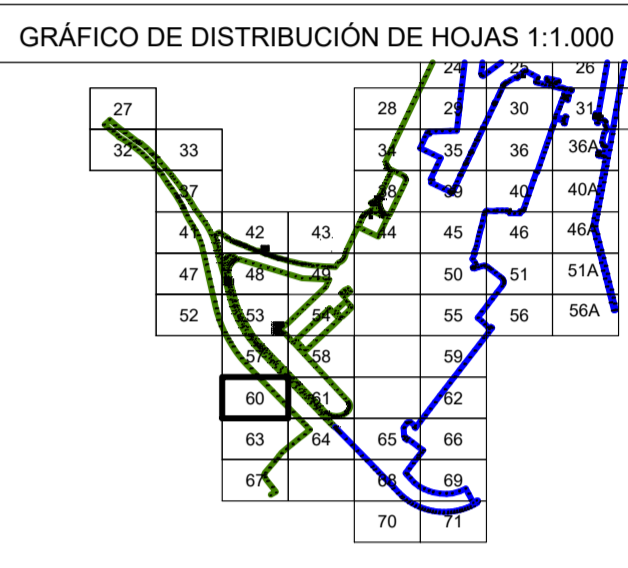 GRÁFICO DE DISTRIBUCIÓN DE HOJAS 1:1.000
24 25 26
27 28 29 30 31
32 33 34 35 36 36A
37 38 39 40 40A
41 42 43 44 45 46 46A
47 48 49 50 51 51A
52 53 54 55 56 56A
57 58 59
60 61 62
63 64 65 66
67 68 69
70 71